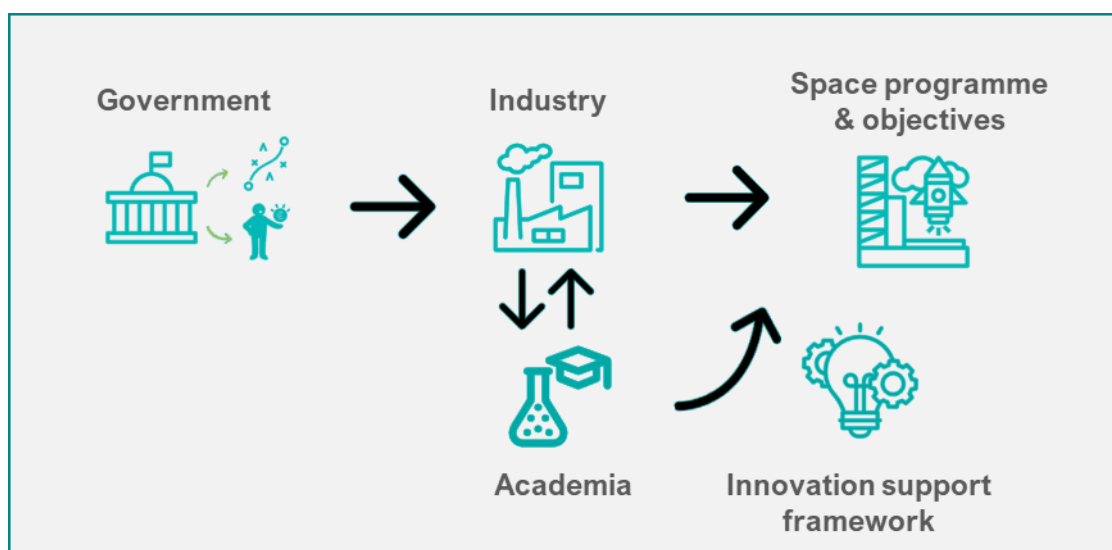 Government
Industry
Space programme
& objectives
Academia
Innovation support
framework